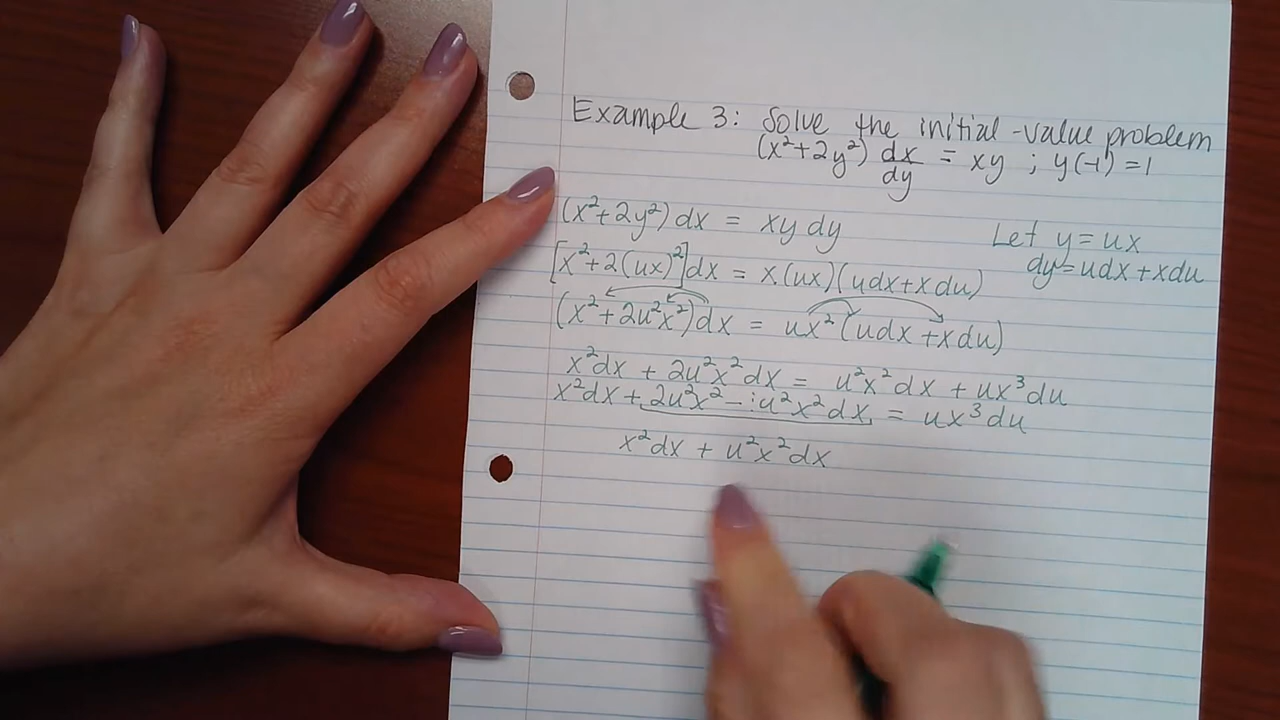 Example 3: Solve the initial-value problem
(x²+2y²) dx/dy = xy ; y(-1)=1
(x²+2y²)dx = xy dy
Let y=ux
dy=udx+xdu
[x²+2(ux)²]dx = x(ux)(udx+xdu)
(x²+2u²x²)dx = ux²(udx+xdu)
x²dx + 2u²x²dx = u²x²dx + ux³du
x²dx+2u²x²-u²x²dx = ux³du
x²dx + u²x²dx